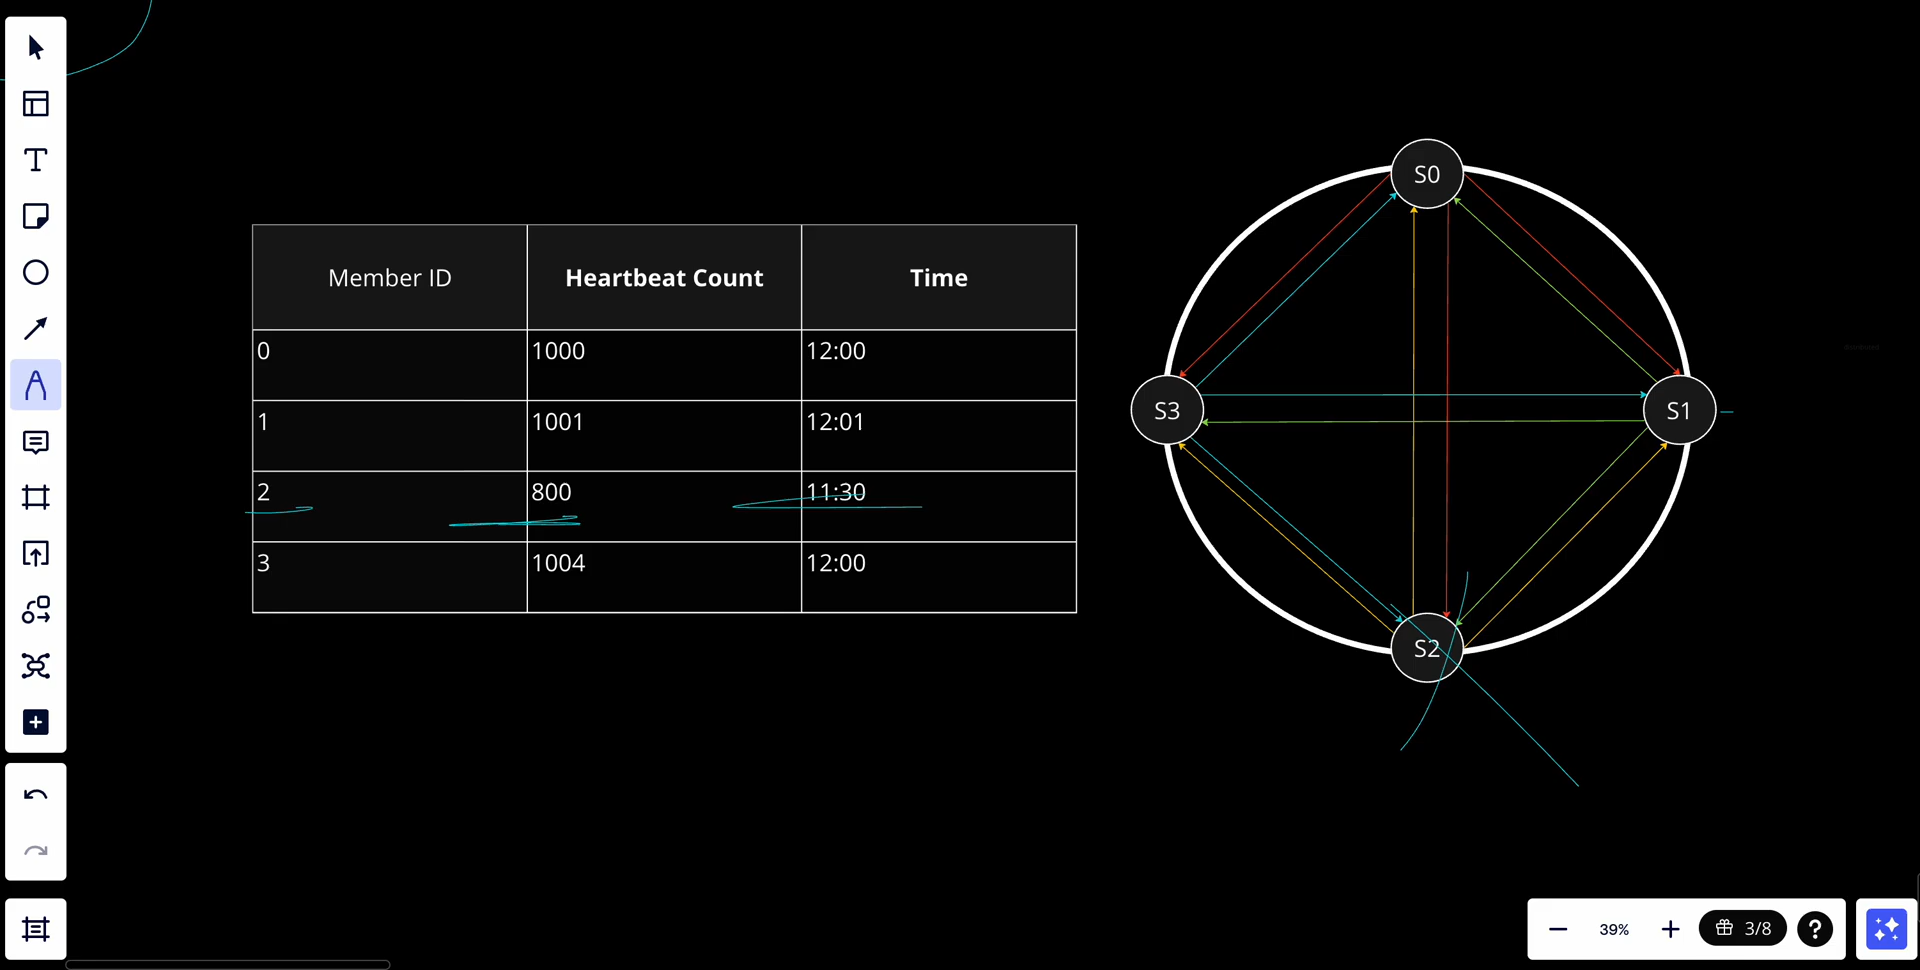 Member ID Heartbeat Count Time
0 1000 12:00
1 1001 12:01
2 800 11:30
3 1004 12:00
S0
S3
S1
S2
39%
3/8
?
T